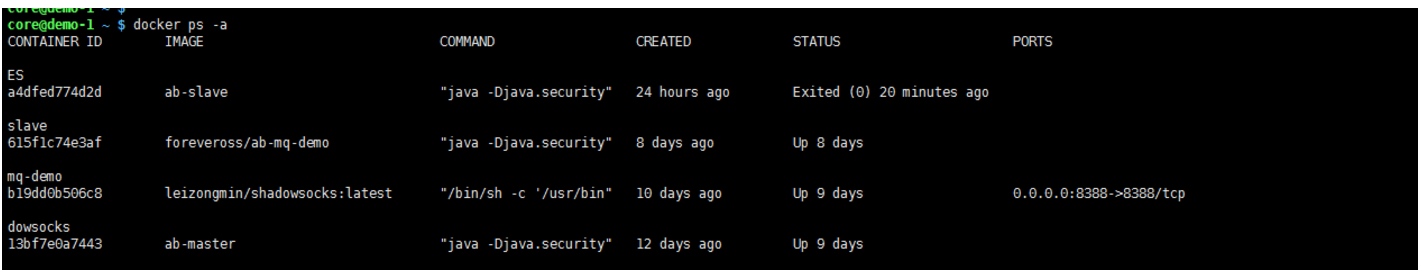 core@demo-1 ~ $
core@demo-1 ~ $ docker ps -a
CONTAINER ID IMAGE COMMAND CREATED STATUS PORTS
ES
a4dfed774d2d ab-slave "java -Djava.security" 24 hours ago Exited (0) 20 minutes ago
slave
615f1c74e3af foreveross/ab-mq-demo "java -Djava.security" 8 days ago Up 8 days
mq-demo
b19dd0b506c8 leizongmin/shadowsocks:latest "/bin/sh -c '/usr/bin" 10 days ago Up 9 days 0.0.0.0:8388->8388/tcp
dowsocks
13bf7e0a7443 ab-master "java -Djava.security" 12 days ago Up 9 days